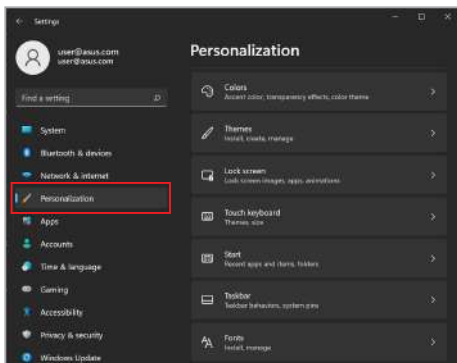 Settings
user@asus.com
user@asus.com
Find a setting
System
Bluetooth & devices
Network & internet
Personalization
Apps
Accounts
Time & language
Gaming
Accessibility
Privacy & security
Windows Update
Personalization
Colors
Accent color, transparency effects, color theme
Themes
Install, create, manage
Lock screen
Lock screen images, apps, animations
Touch keyboard
Themes, size
Start
Recent apps and items, folders
Taskbar
Taskbar behaviors, system pins
Fonts
Install, manage